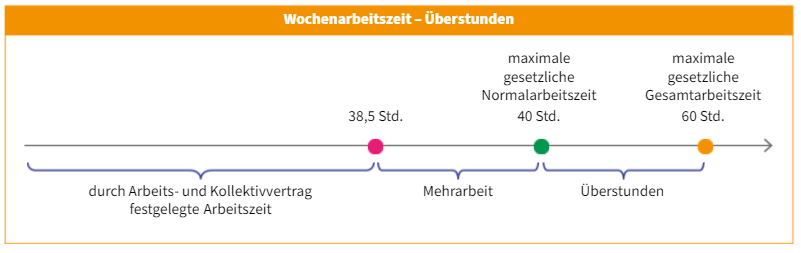 Wochenarbeitszeit – Überstunden
maximale
gesetzliche
Normalarbeitszeit
maximale
gesetzliche
Gesamtarbeitszeit
38,5 Std.
40 Std.
60 Std.
durch Arbeits- und Kollektivvertrag
festgelegte Arbeitszeit
Mehrarbeit
Überstunden